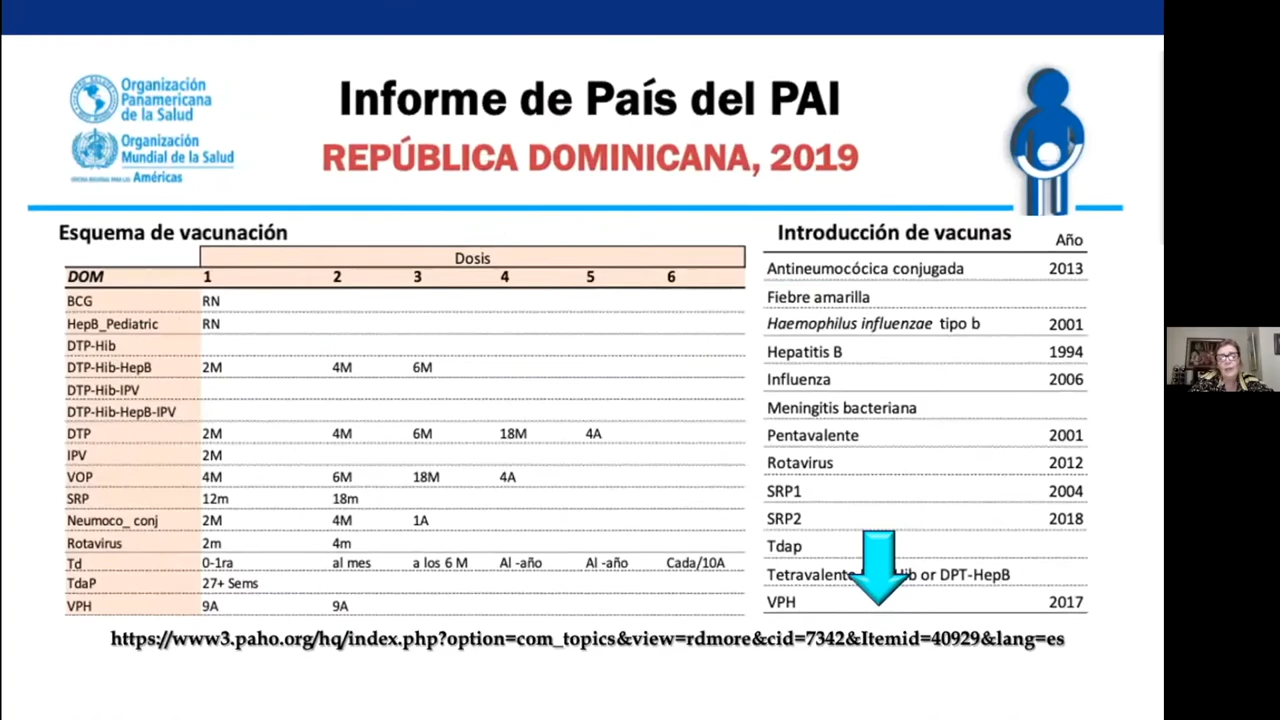 Organización
Panamericana
de la Salud
Organización
Mundial de la Salud
Américas
Informe de País del PAI
REPÚBLICA DOMINICANA, 2019
Esquema de vacunación
Dosis
DOM 1 2 3 4 5 6
BCG RN
HepB_Pediatric RN
DTP-Hib
DTP-Hib-HepB 2M 4M 6M
DTP-Hib-IPV
DTP-Hib-HepB-IPV
DTP 2M 4M 6M 18M 4A
IPV 2M
VOP 4M 6M 18M 4A
SRP 12m 18m
Neumoco_ conj 2M 4M 1A
Rotavirus 2m 4m
Td 0-1ra al mes a los 6 M Al -año Al -año Cada/10A
TdaP 27+ Sems
VPH 9A 9A
Introducción de vacunas Año
Antineumocócica conjugada 2013
Fiebre amarilla
Haemophilus influenzae tipo b 2001
Hepatitis B 1994
Influenza 2006
Meningitis bacteriana
Pentavalente 2001
Rotavirus 2012
SRP1 2004
SRP2 2018
Tdap
Tetravalente or DPT-HepB
VPH 2017
https://www3.paho.org/hq/index.php?option=com_topics&view=rdmore&cid=7342&Itemid=40929&lang=es